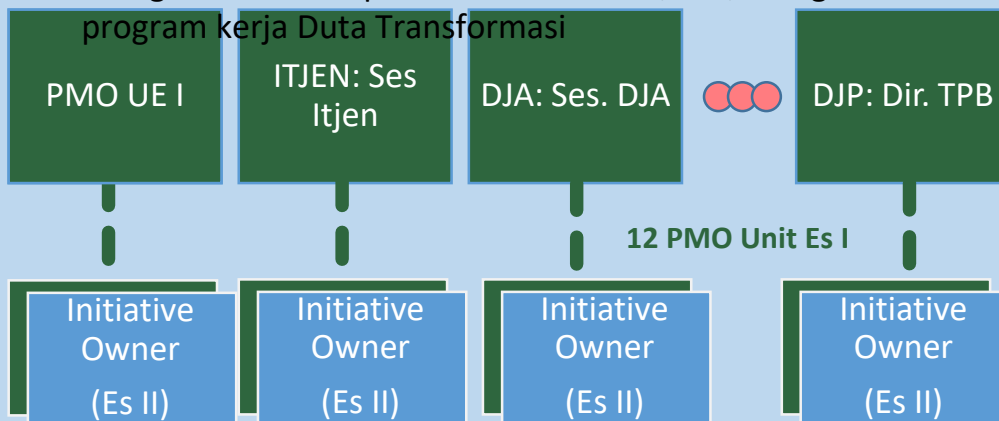 program kerja Duta Transformasi
PMO UE I
ITJEN: Ses
Itjen
DJA: Ses. DJA
DJP: Dir. TPB
12 PMO Unit Es I
Initiative
Owner
(Es II)
Initiative
Owner
(Es II)
Initiative
Owner
(Es II)
Initiative
Owner
(Es II)